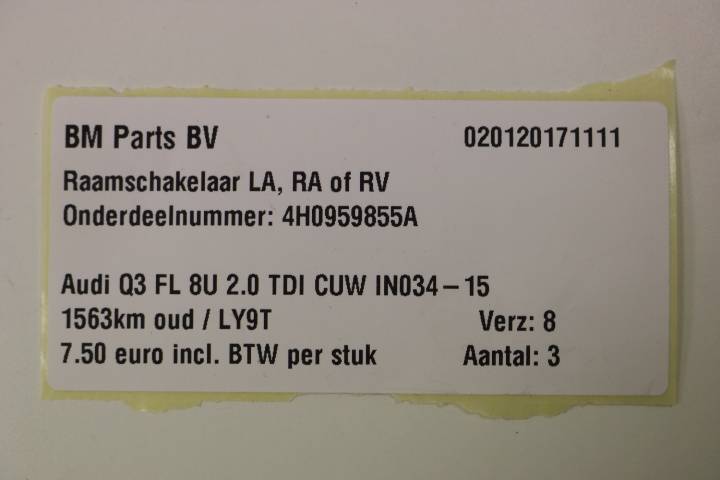 BM Parts BV 020120171111
Raamschakelaar LA, RA of RV
Onderdeelnummer: 4H0959855A
Audi Q3 FL 8U 2.0 TDI CUW IN034-15
1563km oud / LY9T Verz: 8
7.50 euro incl. BTW per stuk Aantal: 3